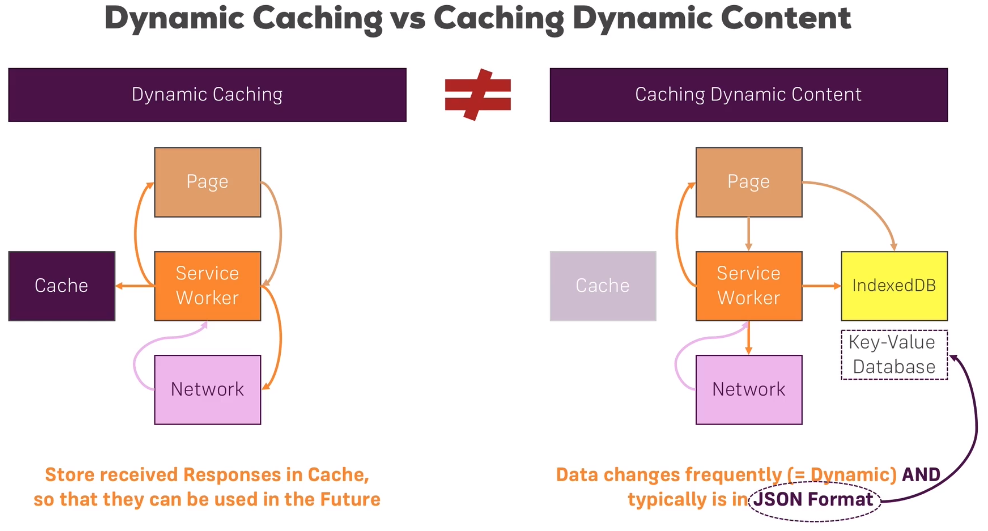 Dynamic Caching vs Caching Dynamic Content
Dynamic Caching
≠
Caching Dynamic Content
Page
Cache
Service
Worker
Network
Store received Responses in Cache,
so that they can be used in the Future
Page
Cache
Service
Worker
IndexedDB
Key-Value
Database
Network
Data changes frequently (= Dynamic) AND
typically is in JSON Format